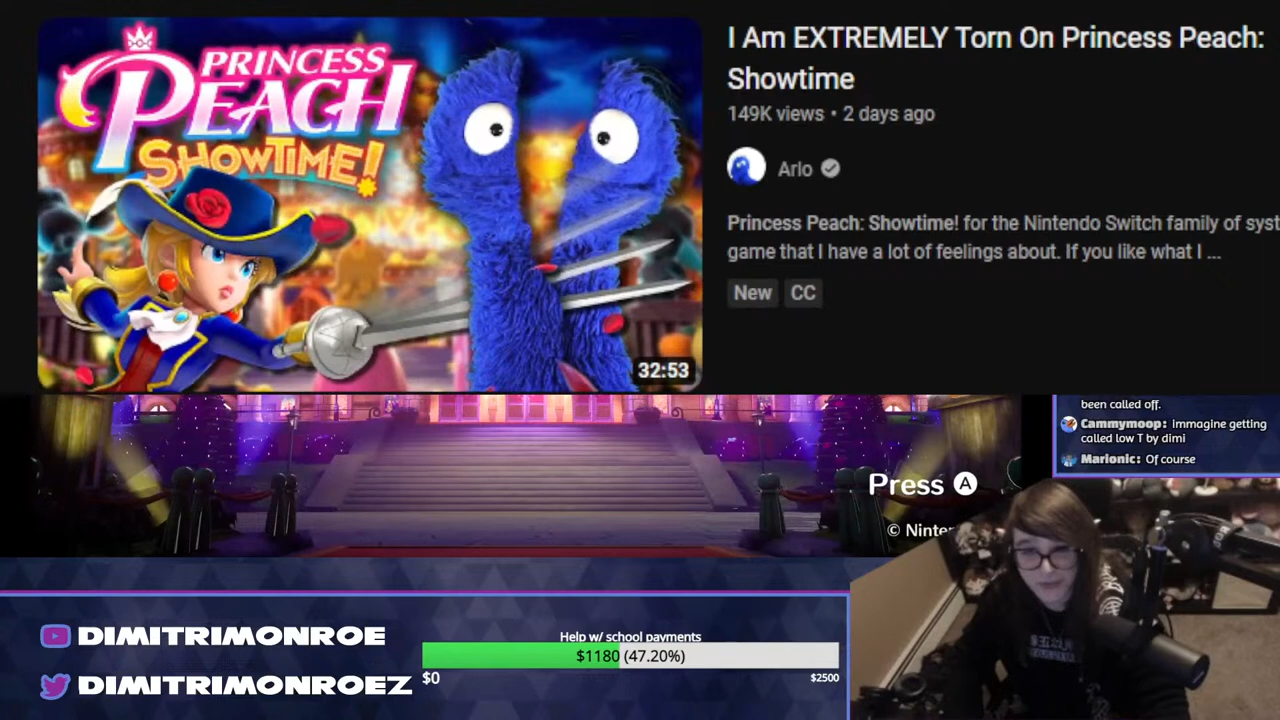 PRINCESS
PEACH
SHOWTIME!
32:53
I Am EXTREMELY Torn On Princess Peach:
Showtime
149K views • 2 days ago
Arlo
Princess Peach: Showtime! for the Nintendo Switch family of syst
game that I have a lot of feelings about. If you like what I ...
New CC
been called off.
Cammymoop: Immagine getting
called low T by dimi
Marionic: Of course
Press A
© Ninten
DIMITRIMONROE
DIMITRIMONROEZ
Help w/ school payments
$1180 (47.20%)
$0
$2500